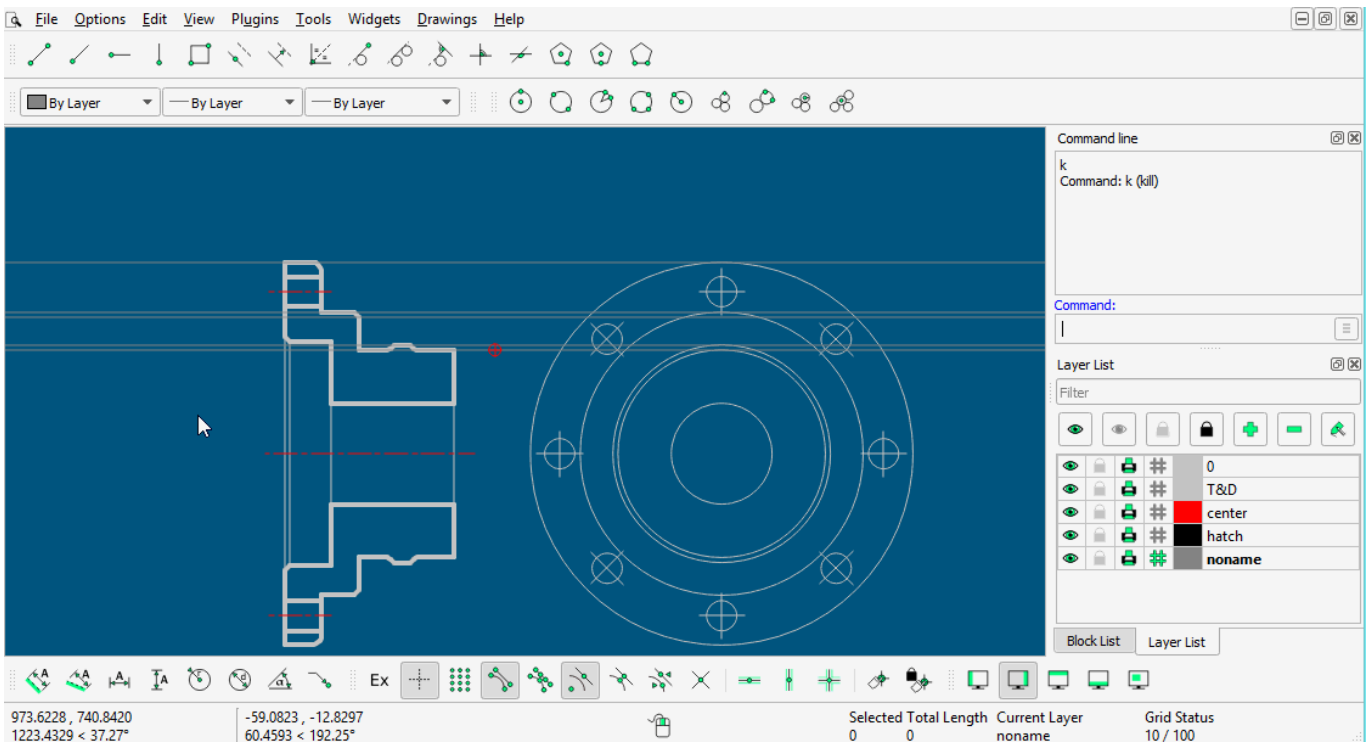 File Options Edit View Plugins Tools Widgets Drawings Help
By Layer By Layer By Layer
Command line
k
Command: k (kill)
Command:
Layer List
Filter
0
T&D
center
hatch
noname
Block List Layer List
Ex
973.6228 , 740.8420 -59.0823 , -12.8297 Selected Total Length Current Layer Grid Status
1223.4329 < 37.27° 60.4593 < 192.25° 0 0 noname 10 / 100